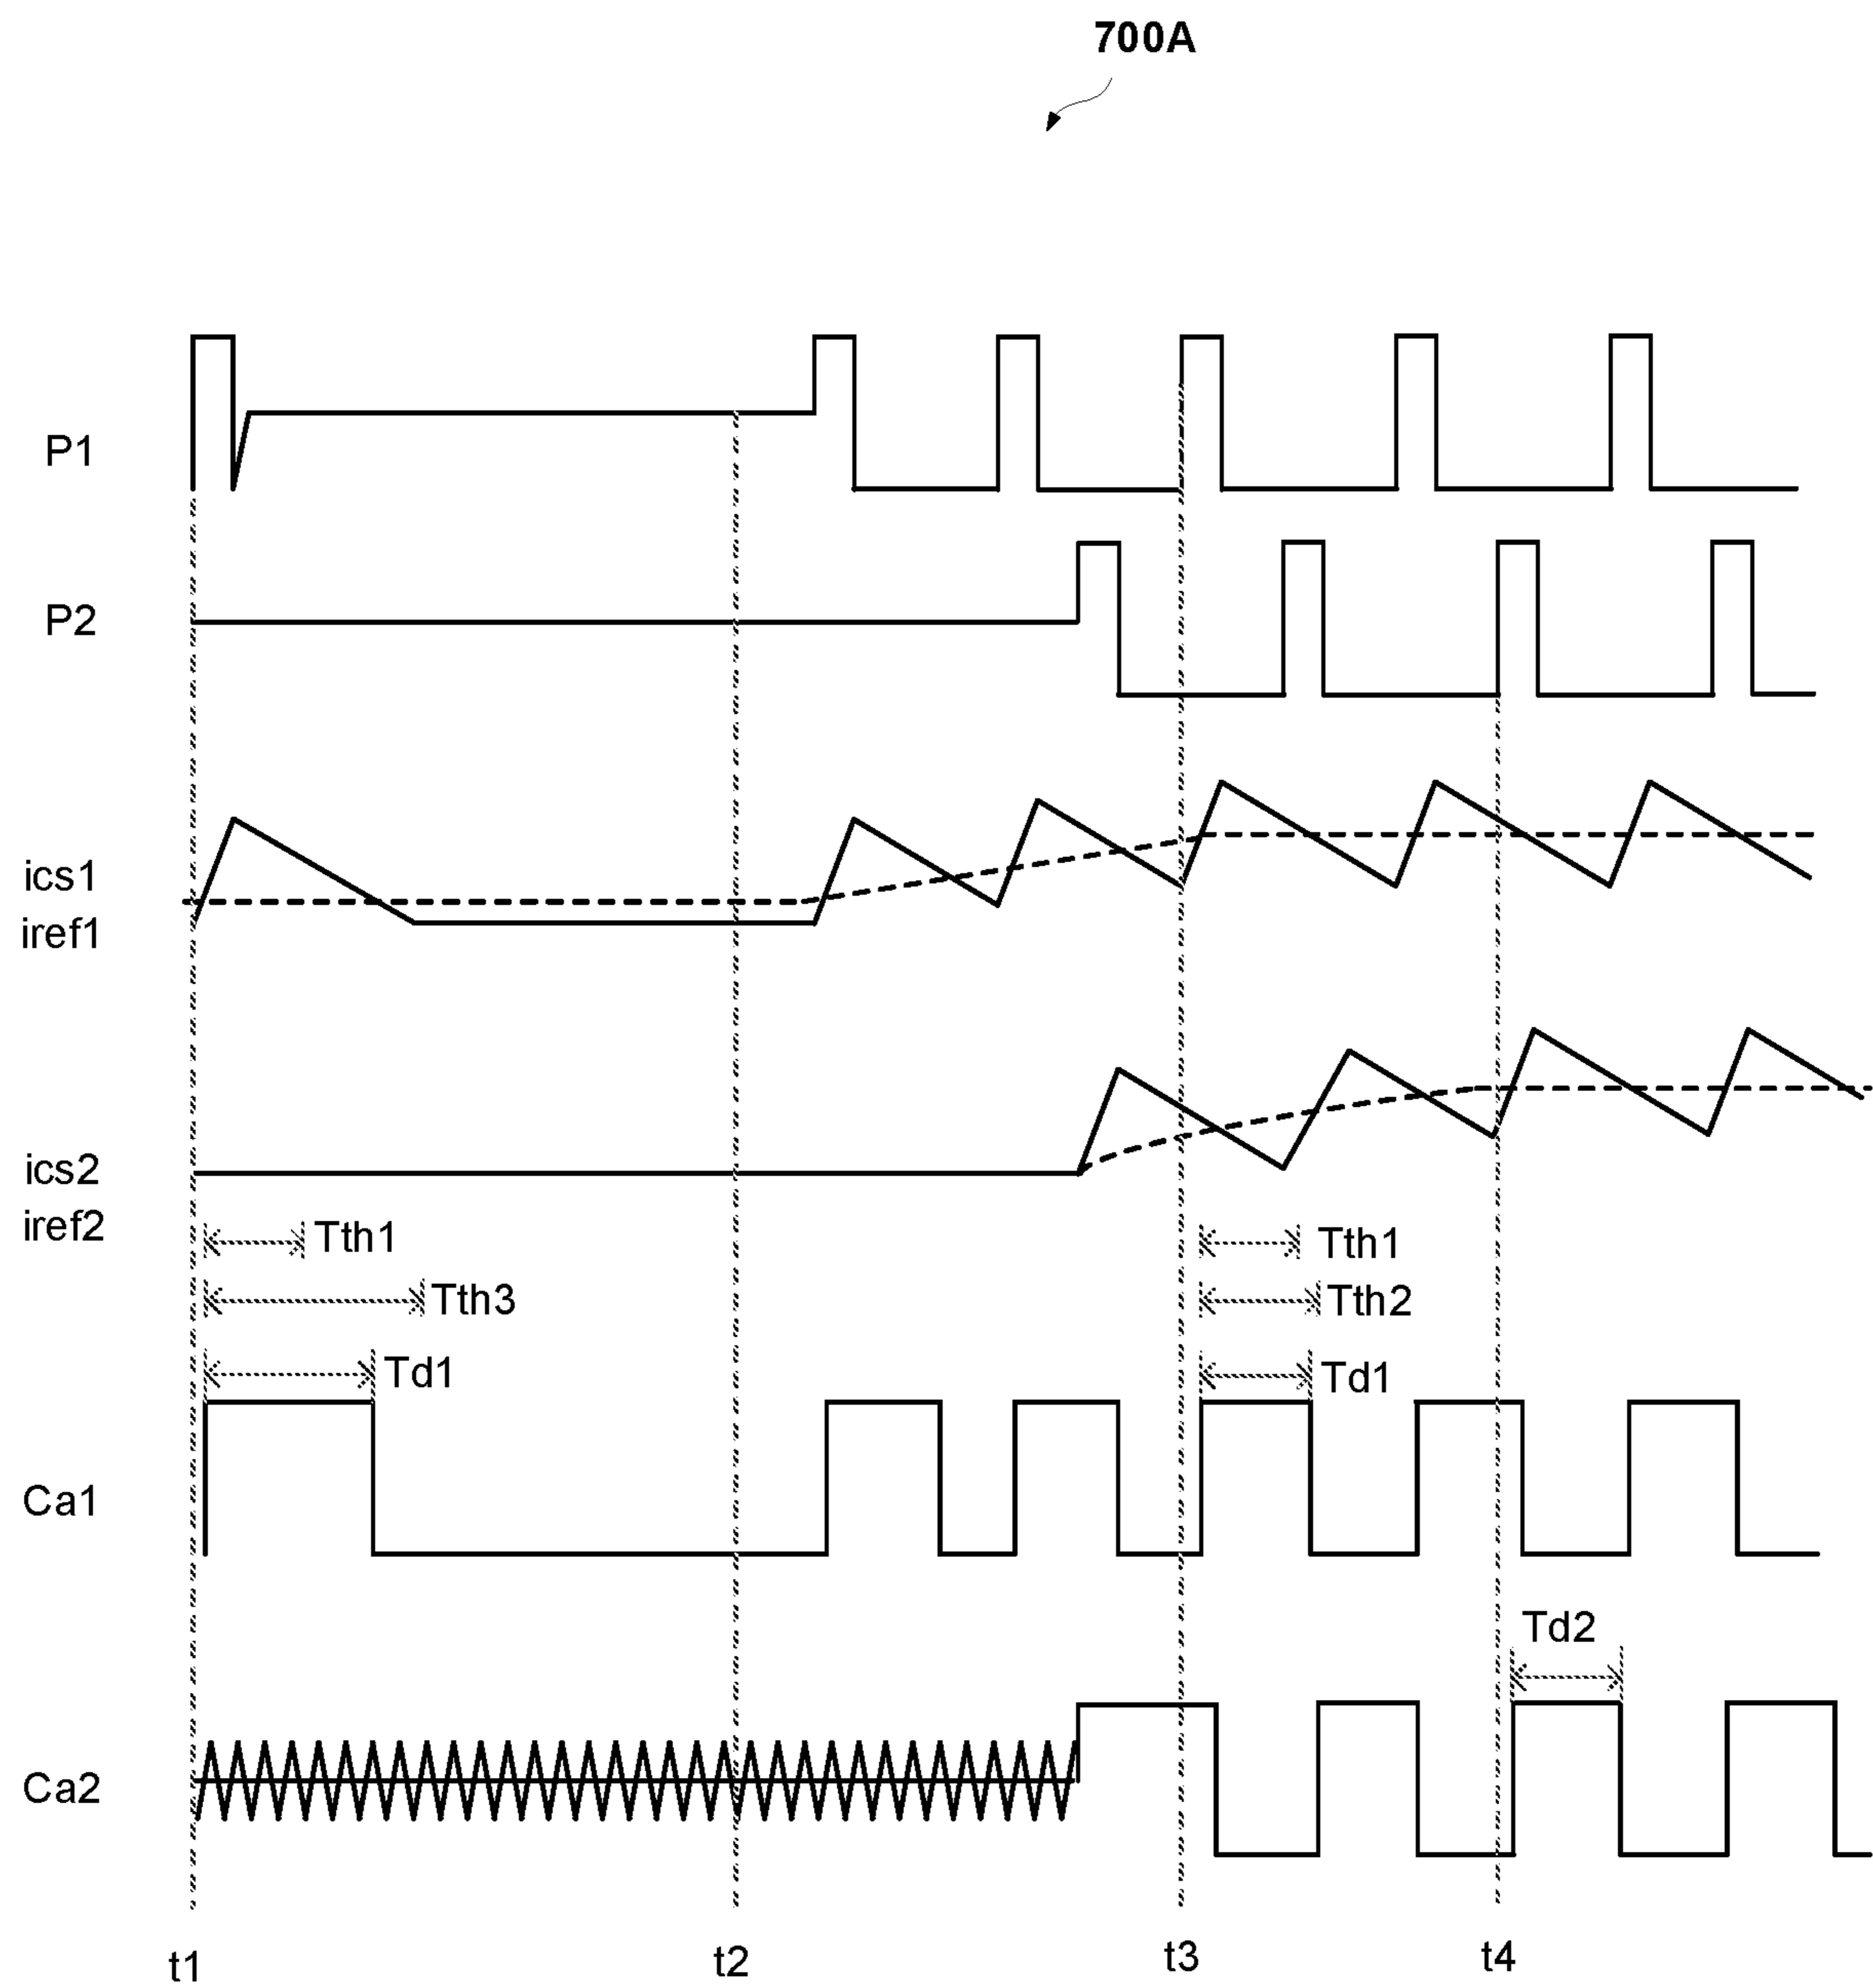 700A
P1
P2
ics1
iref1
ics2
iref2
Tth1
Tth1
Tth3
Tth2
Td1
Td1
Ca1
Td2
Ca2
t1
t2
t3
t4